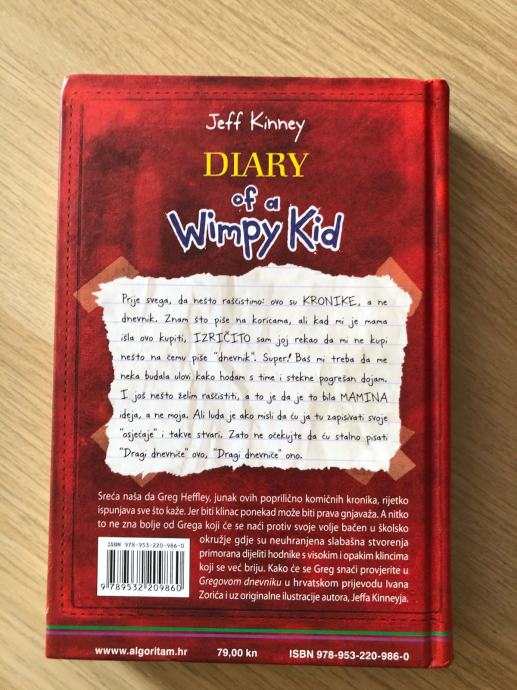 Jeff Kinney
DIARY
of a
Wimpy Kid
Prije svega, da nešto raščistimo: ovo su KRONIKE, a ne
dnevnik. Znam što piše na koricama, ali kad mi je mama
išla ovo kupiti, IZRIČITO sam joj rekao da mi ne kupi
nešto na čemu piše "dnevnik". Super! Baš mi treba da me
neka budala ulovi kako hodam s time i stekne pogrešan dojam.
I još nešto želim raščistiti, a to je da je to bila MAMINA
ideja, a ne moja. Ali luda je ako misli da ću ja tu zapisivati svoje
"osjećaje" i takve stvari. Zato ne očekujte da ću stalno pisati
"Dragi dnevniče" ovo, "Dragi dnevniče" ono.
Sreća naša da Greg Heffley, junak ovih poprilično komičnih kronika, rijetko
ispunjava sve što kaže. Jer biti klinac ponekad može biti prava gnjavaža. A nitko
to ne zna bolje od Grega koji će se naći protiv svoje volje bačen u školsko
okružje gdje su neuhranjena slabašna stvorenja
primorana dijeliti hodnike s visokim i opakim klincima
koji se već briju. Kako će se Greg snaći provjerite u
Gregovom dnevniku u hrvatskom prijevodu Ivana
Zorića i uz originalne ilustracije autora, Jeffa Kinneyja.
ISBN 978-953-220-986-0
9 789532 209860
www.algoritam.hr 79,00 kn ISBN 978-953-220-986-0